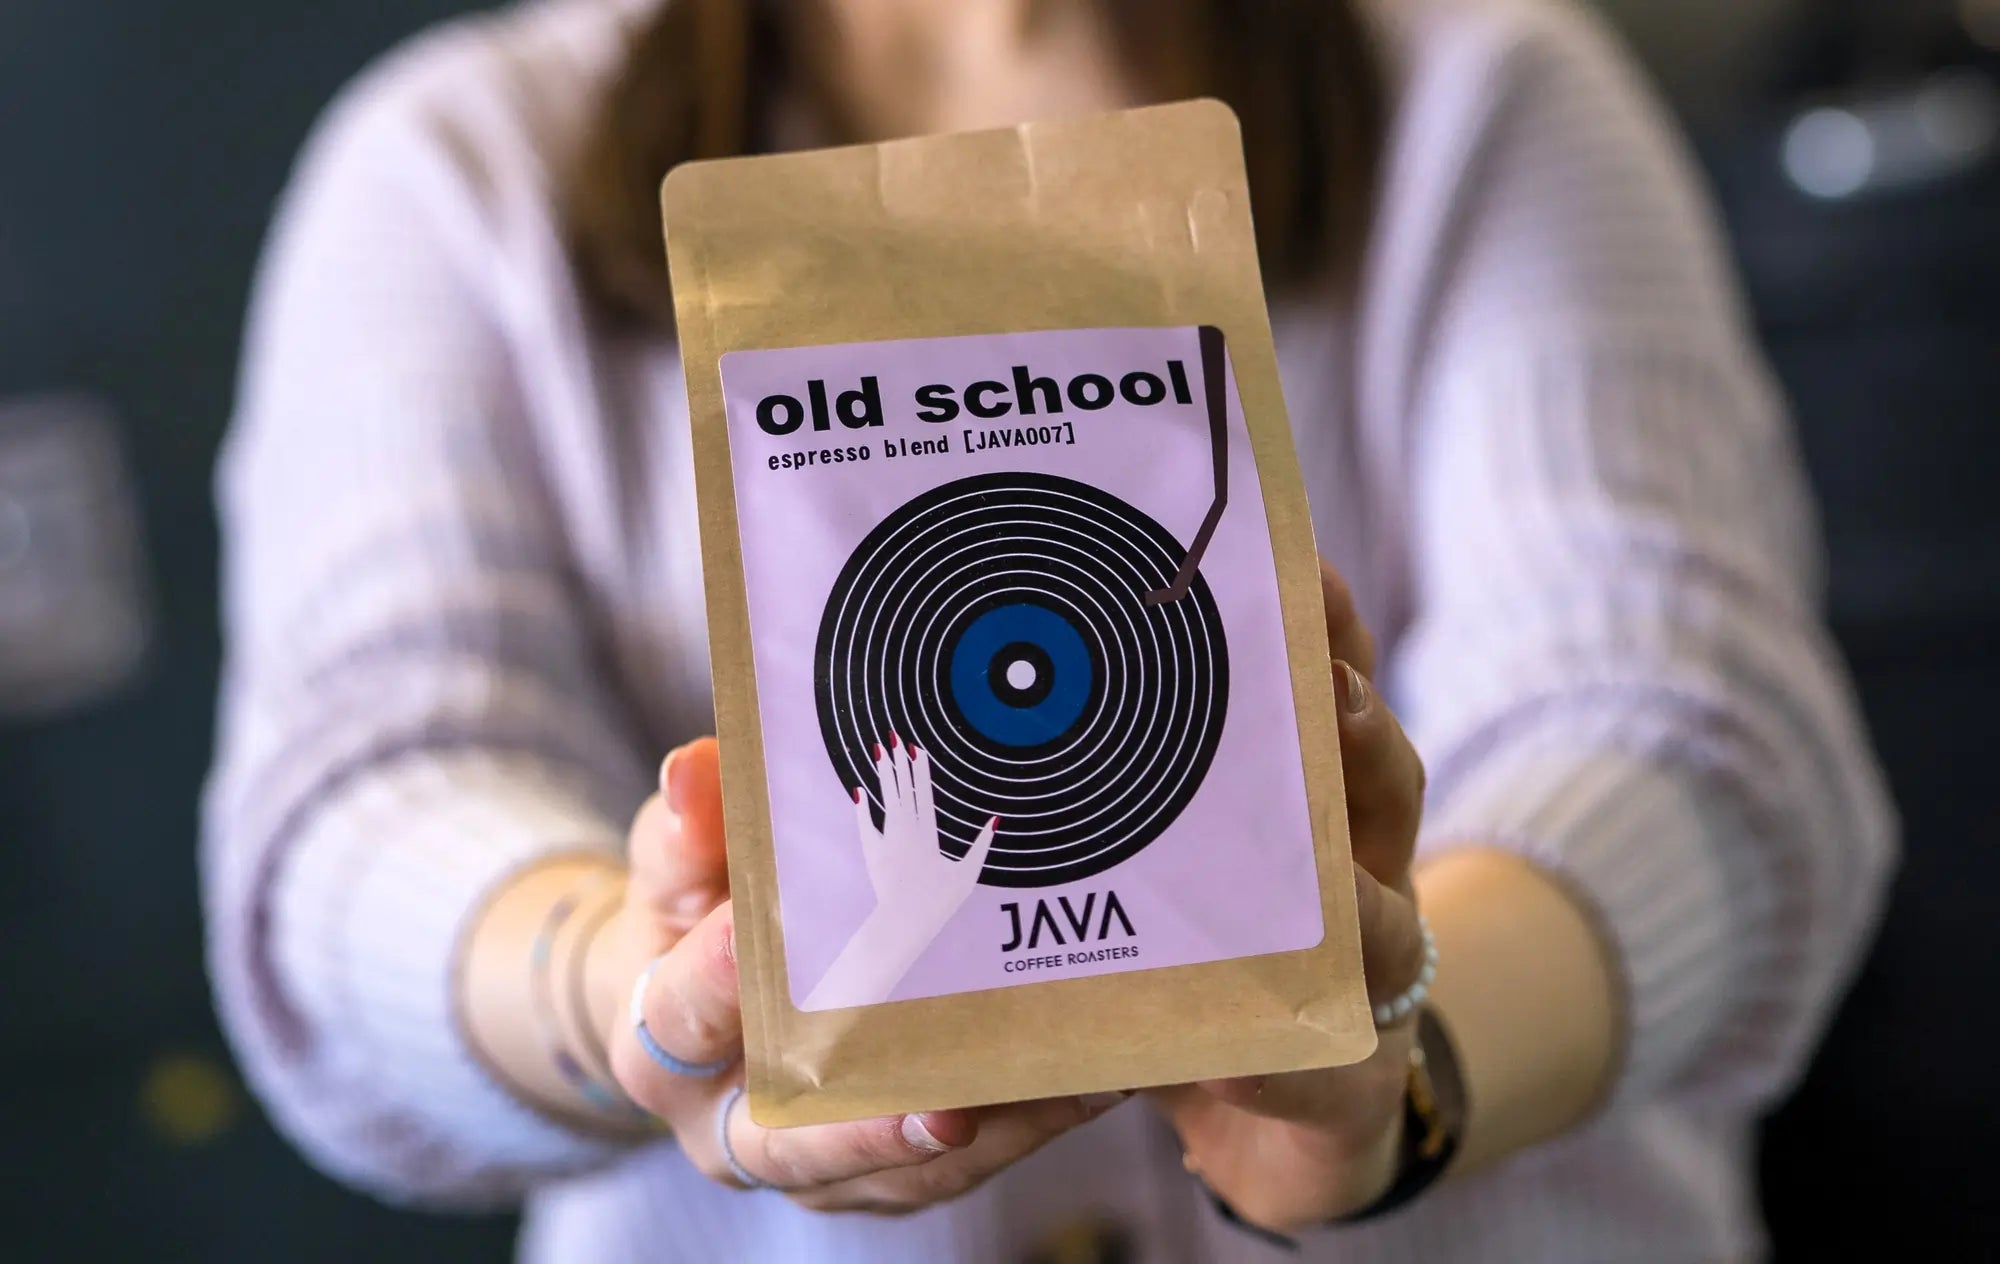 old school
espresso blend [JAVA007]
JAVA
COFFEE ROASTERS